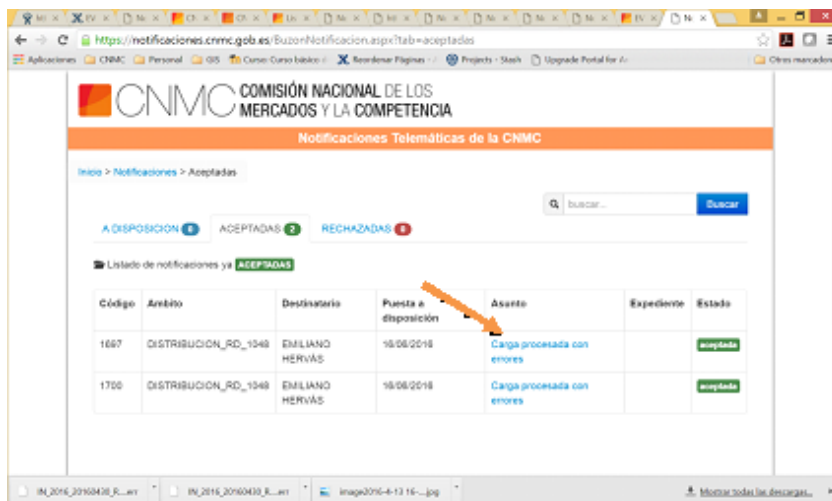 https://notificaciones.cnmc.gob.es/BuzonNotificacion.aspx?tab=aceptadas
Aplicaciones CNMC Personal GIS Curso: Curso básico Reordenar Páginas Projects - Stash Upgrade Portal for Otros marcadores
CNMC COMISIÓN NACIONAL DE LOS
MERCADOS Y LA COMPETENCIA
Notificaciones Telemáticas de la CNMC
Inicio > Notificaciones > Aceptadas
buscar... Buscar
A DISPOSICION 0 ACEPTADAS 2 RECHAZADAS 0
Listado de notificaciones ya ACEPTADAS
Código Ambito Destinatario Puesta a Asunto Expediente Estado
disposición
1697 DISTRIBUCION_RD_1048 EMILIANO 16/06/2016 Carga procesada con aceptada
HERVÁS errores
1700 DISTRIBUCION_RD_1048 EMILIANO 16/06/2016 Carga procesada con aceptada
HERVÁS errores
IN_2016_20160430_R....err IN_2016_20160430_R....err image2016-4-13 16-....jpg Mostrar todas las descargas...